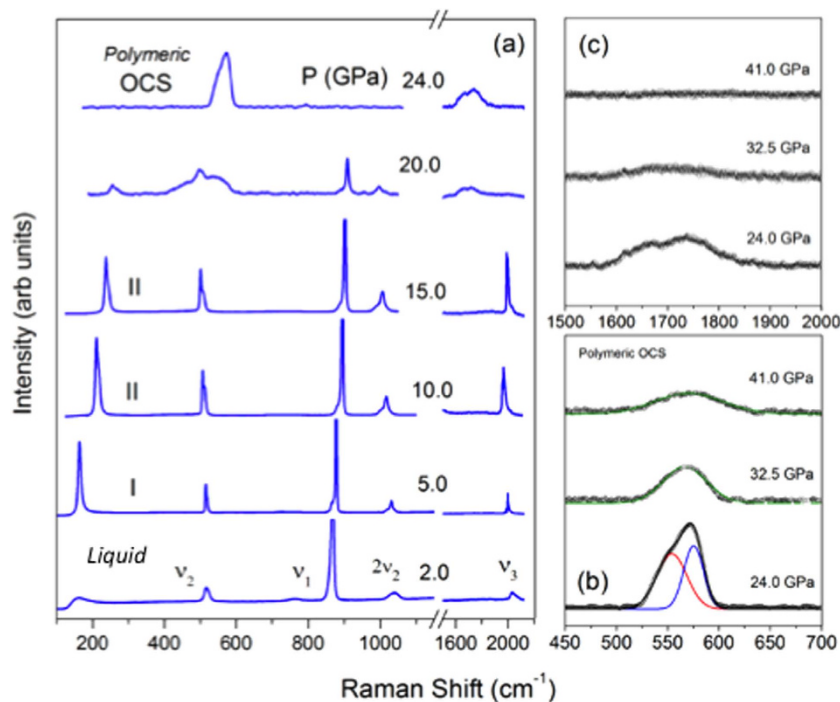 (a)
Polymeric
OCS
P (GPa)
24.0
20.0
II
15.0
II
10.0
I
5.0
Liquid
ν2
ν1
2ν2
ν3
2.0
200 400 600 800 1000 1600 2000
Intensity (arb units)
(c)
41.0 GPa
32.5 GPa
24.0 GPa
1500 1600 1700 1800 1900 2000
Polymeric OCS
41.0 GPa
32.5 GPa
(b)
24.0 GPa
450 500 550 600 650 700
Raman Shift (cm-1)